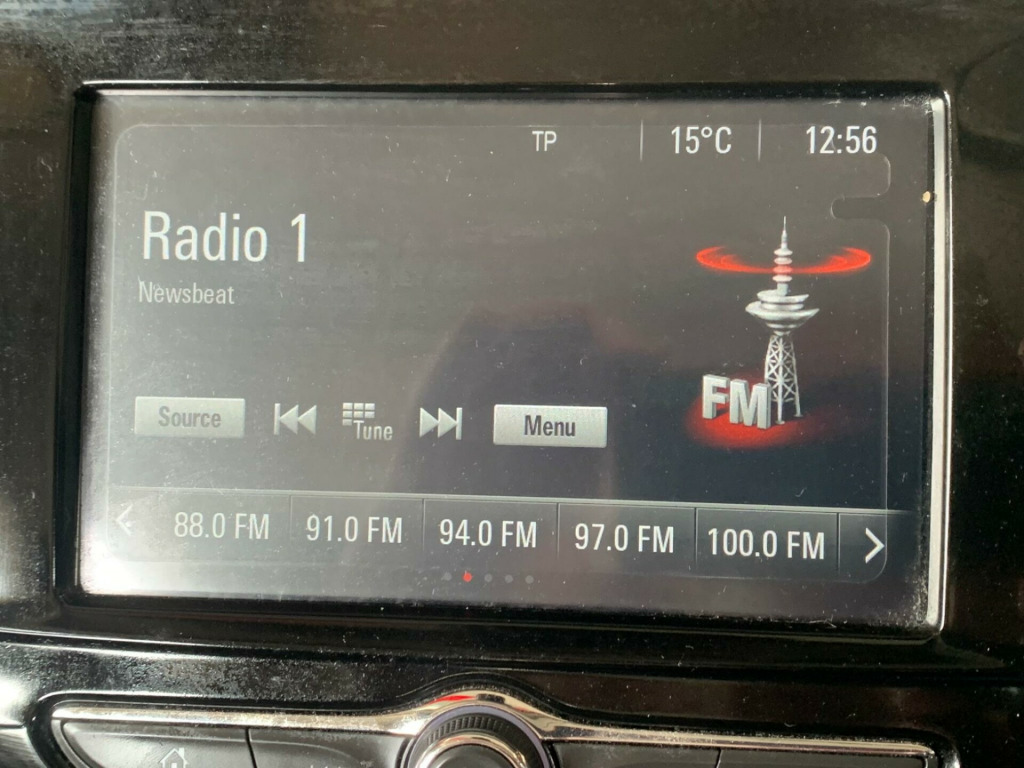 TP 15°C 12:56
Radio 1
Newsbeat
FM
Source Tune Menu
88.0 FM 91.0 FM 94.0 FM 97.0 FM 100.0 FM